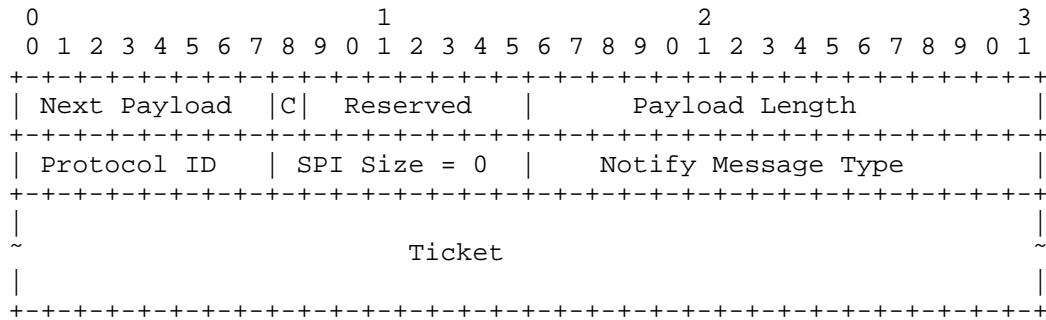 0                   1                   2                   3
 0 1 2 3 4 5 6 7 8 9 0 1 2 3 4 5 6 7 8 9 0 1 2 3 4 5 6 7 8 9 0 1
+-+-+-+-+-+-+-+-+-+-+-+-+-+-+-+-+-+-+-+-+-+-+-+-+-+-+-+-+-+-+-+-+
| Next Payload  |C|  Reserved   |       Payload Length          |
+-+-+-+-+-+-+-+-+-+-+-+-+-+-+-+-+-+-+-+-+-+-+-+-+-+-+-+-+-+-+-+-+
| Protocol ID   | SPI Size = 0  |    Notify Message Type        |
+-+-+-+-+-+-+-+-+-+-+-+-+-+-+-+-+-+-+-+-+-+-+-+-+-+-+-+-+-+-+-+-+
|                                                               |
~                        Ticket                                 ~
|                                                               |
+-+-+-+-+-+-+-+-+-+-+-+-+-+-+-+-+-+-+-+-+-+-+-+-+-+-+-+-+-+-+-+-+